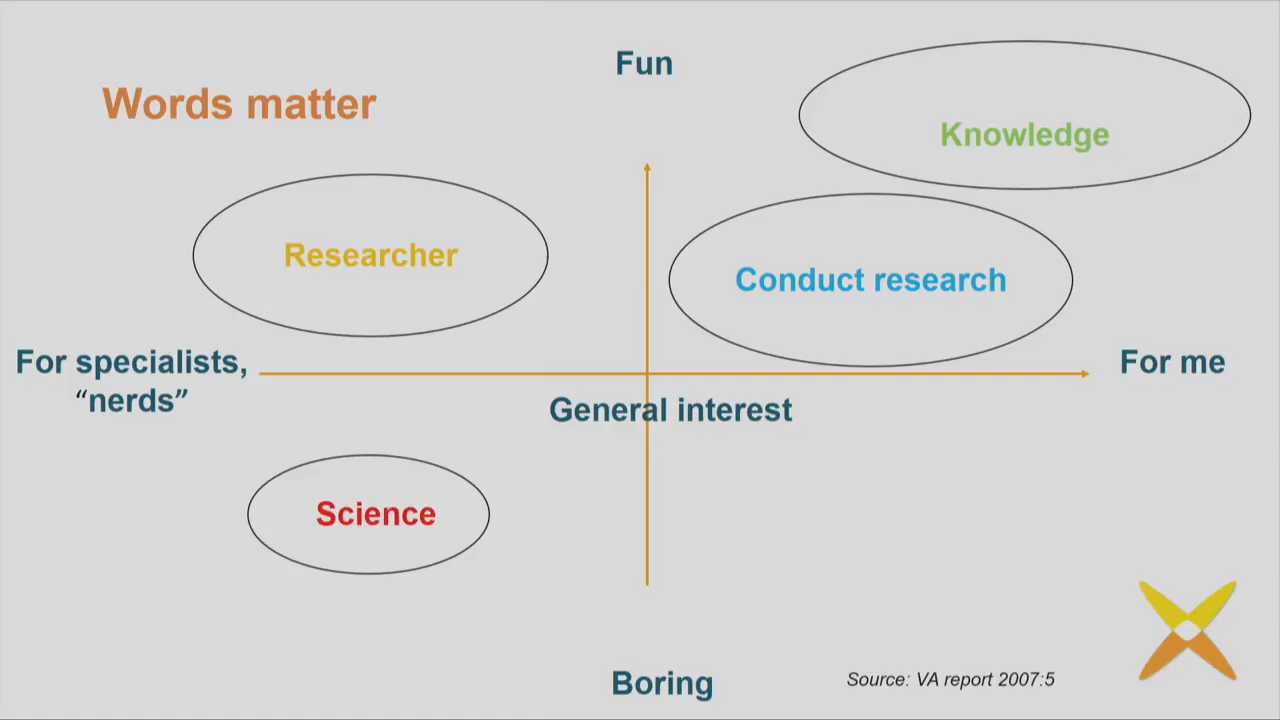 Fun
Words matter
Knowledge
Researcher
Conduct research
For specialists,
“nerds”
For me
General interest
Science
Boring
Source: VA report 2007:5